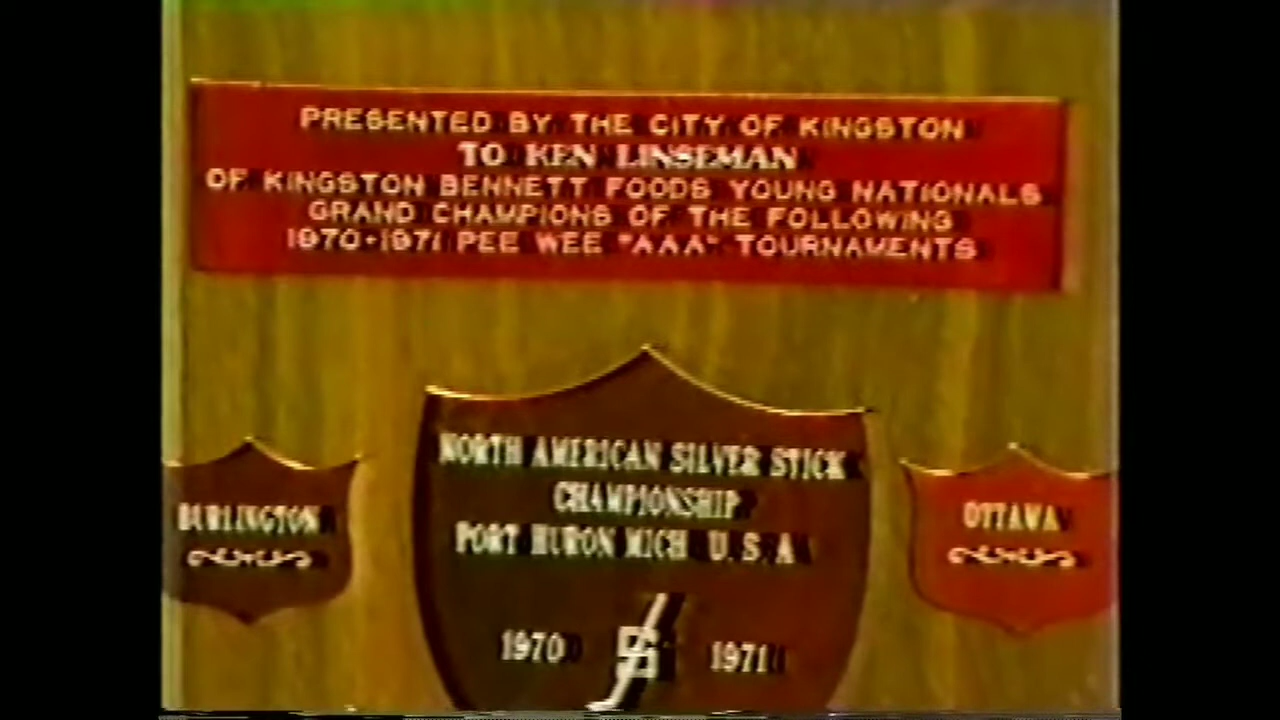 PRESENTED BY THE CITY OF KINGSTON
TO KEN LINSEMAN
OF KINGSTON BENNETT FOODS YOUNG NATIONALS
GRAND CHAMPIONS OF THE FOLLOWING
1970-1971 PEE WEE "AAA" TOURNAMENTS
NORTH AMERICAN SILVER STICK
CHAMPIONSHIP
PORT HURON MICH U.S.A
1970 1971
BURLINGTON
OTTAWA